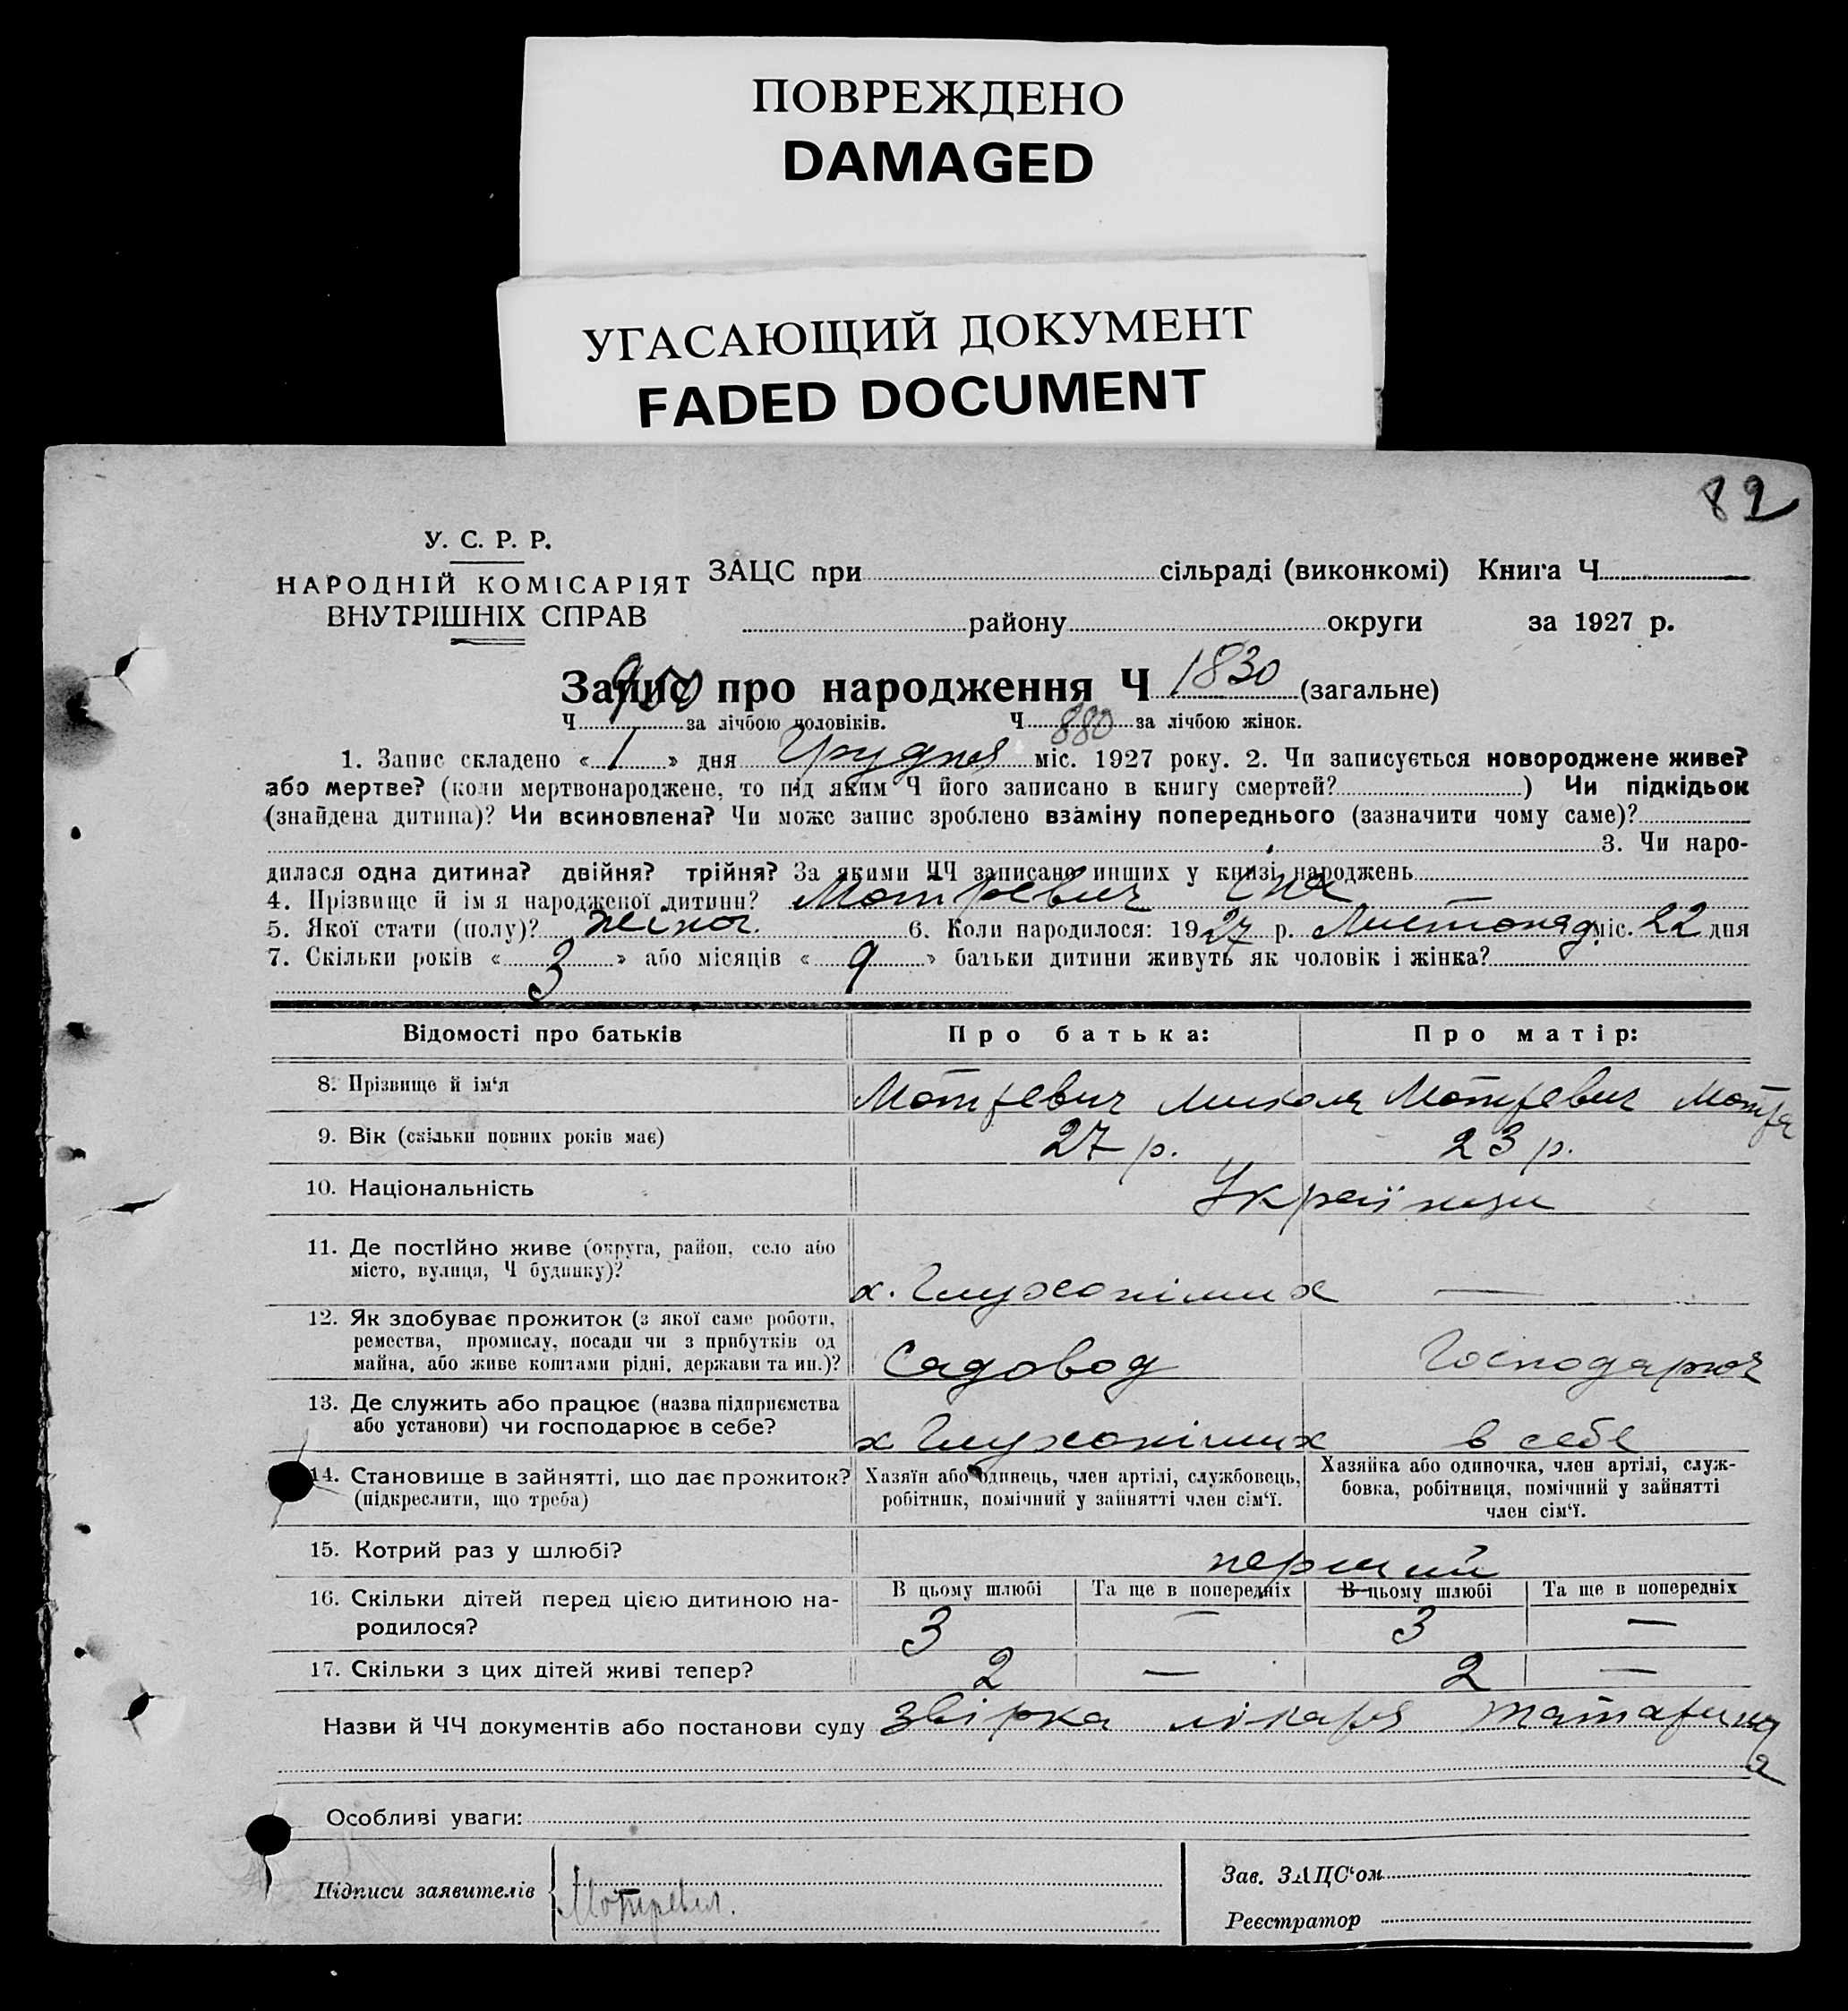 ПОВРЕЖДЕНО
DAMAGED
УГАСАЮЩИЙ ДОКУМЕНТ
FADED DOCUMENT
82
У. С. Р. Р.
НАРОДНІЙ КОМІСАРІЯТ
ВНУТРІШНІХ СПРАВ
ЗАЦС при сільраді (виконкомі) Книга Ч.
району округи за 1927 р.
Запис про народження Ч 1830 (загальне)
Ч 950 за лічбою чоловіків. Ч 880 за лічбою жінок.
1. Запис складено « 1 » дня Грудня міс. 1927 року. 2. Чи записується новороджене живе?
або мертве? (коли мертвонароджене, то під яким Ч його записано в книгу смертей? ) Чи підкідьок
(знайдена дитина)? Чи всиновлена? Чи може запис зроблено взаміну попереднього (зазначити чому саме)?
3. Чи наро-
дилася одна дитина? двійня? трійня? За якими ЧЧ записано инших у книзі народжень
4. Прізвище й імя народженої дитини? Мотревич
5. Якої стати (полу)? жіноч. 6. Коли народилося: 1927 р. Листопад міс. 22 дня
7. Скільки років « 3 » або місяців « 9 » батьки дитини живуть як чоловік і жінка?
Відомості про батьків Про батька: Про матір:
8. Прізвище й ім'я Мотревич Микола Мотревич Мотря
9. Вік (скільки повних років має) 27 р. 23 р.
10. Національність Українці
11. Де постійно живе (округа, район, село або
місто, вулиця, Ч будинку)? х. Глухонімих —
12. Як здобуває прожиток (з якої саме роботи,
ремества, промислу, посади чи з прибутків од
майна, або живе коштами рідні, держави та ин.)? Садовод Господарює
13. Де служить або працює (назва підприємства
або установи) чи господарює в себе? х Глухонімих в себе
14. Становище в зайнятті, що дає прожиток?
(підкреслити, що треба)
Хазяїн або одинець, член артілі, службовець,
робітник, помічний у зайнятті член сім'ї.
Хазяйка або одиночка, член артілі, служ-
бовка, робітниця, помічний у зайнятті
член сім'ї.
15. Котрий раз у шлюбі? перший
16. Скільки дітей перед цією дитиною на-
родилося?
В цьому шлюбі Та ще в попередніх В цьому шлюбі Та ще в попередніх
3 — 3 —
17. Скільки з цих дітей живі тепер? 2 — 2 —
Назви й ЧЧ документів або постанови суду звірка лікаря Татарина
Особливі уваги:
Підписи заявителів Мотревич.
Зав. ЗАЦС'ом
Реєстратор